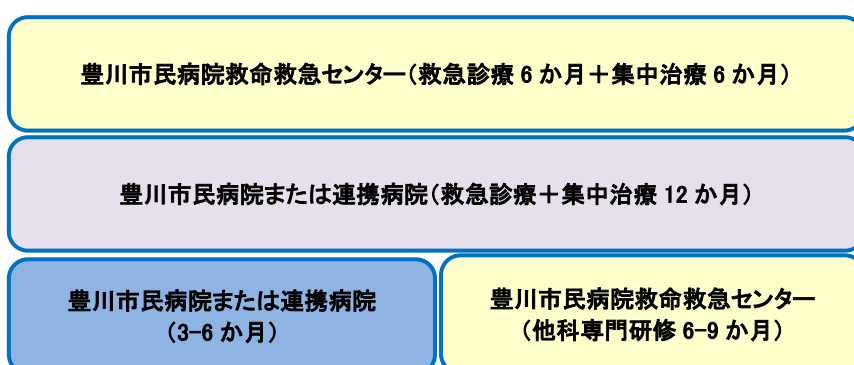 豊川市民病院救命救急センター（救急診療 6 か月＋集中治療 6 か月）
豊川市民病院または連携病院（救急診療＋集中治療 12 か月）
豊川市民病院または連携病院
（3-6 か月）
豊川市民病院救命救急センター
（他科専門研修 6-9 か月）